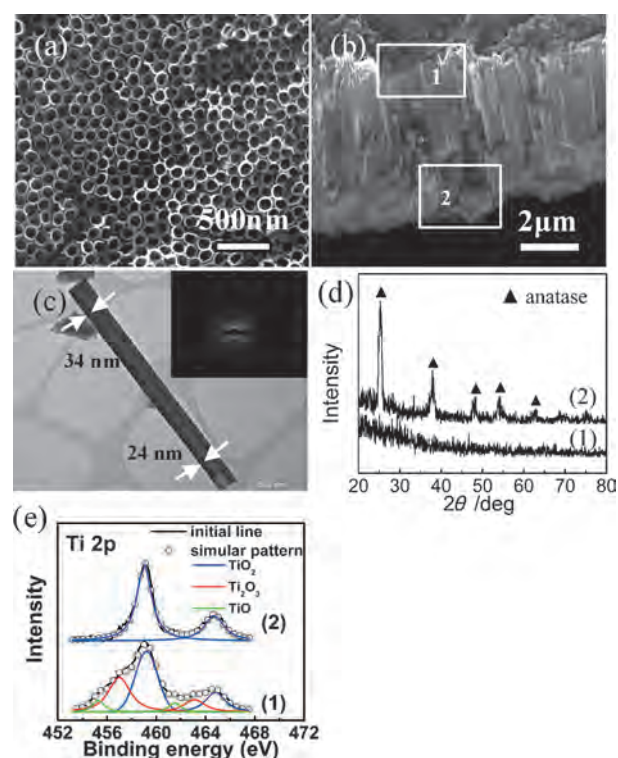 (a)
500nm
(b)
1
2
2μm
(c)
34 nm
24 nm
(d)
▲ anatase
Intensity
(2)
(1)
20 30 40 50 60 70 80
2θ /deg
(e)
Ti 2p
initial line
simular pattern
TiO₂
Ti₂O₃
TiO
Intensity
(2)
(1)
452 456 460 464 468 472
Binding energy (eV)